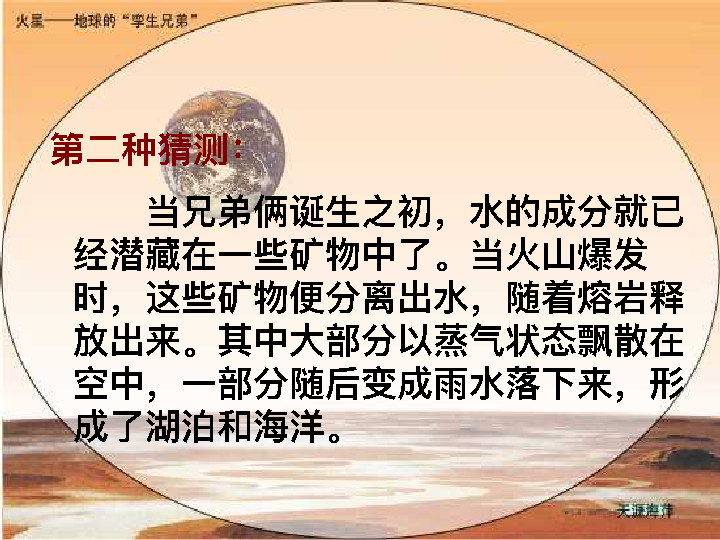 火星——地球的“孪生兄弟”
第二种猜测：
当兄弟俩诞生之初，水的成分就已
经潜藏在一些矿物中了。当火山爆发
时，这些矿物便分离出水，随着熔岩释
放出来。其中大部分以蒸气状态飘散在
空中，一部分随后变成雨水落下来，形
成了湖泊和海洋。
天涯海井